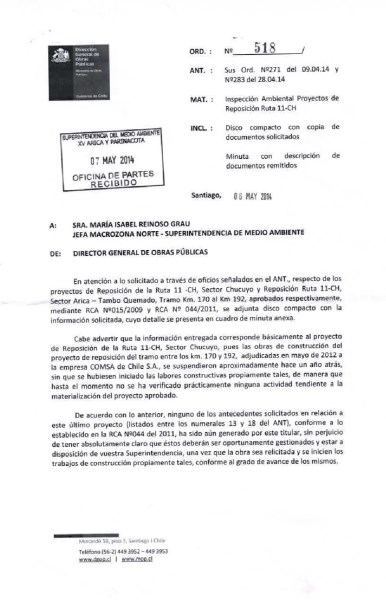 Dirección
General de
Obras
Públicas
Gobierno de Chile
ORD. : Nº 518 /
ANT. : Sus Ord. Nº271 del 09.04.14 y
Nº283 del 28.04.14
MAT. : Inspección Ambiental Proyectos de
Reposición Ruta 11-CH
INCL. : Disco compacto con copia de
documentos solicitados
Minuta con descripción de
documentos remitidos
SUPERINTENDENCIA DEL MEDIO AMBIENTE
XV ARICA Y PARINACOTA
07 MAY 2014
OFICINA DE PARTES
RECIBIDO
Santiago, 06 MAY 2014
A: SRA. MARÍA ISABEL REINOSO GRAU
JEFA MACROZONA NORTE - SUPERINTENDENCIA DE MEDIO AMBIENTE
DE: DIRECTOR GENERAL DE OBRAS PÚBLICAS
En atención a lo solicitado a través de oficios señalados en el ANT., respecto de los
proyectos de Reposición de la Ruta 11 -CH, Sector Chucuyo y Reposición Ruta 11-CH,
Sector Arica – Tambo Quemado, Tramo Km. 170 al Km 192, aprobados respectivamente,
mediante RCA Nº015/2009 y RCA Nº 044/2011, se adjunta disco compacto con la
información solicitada, cuyo detalle se presenta en cuadro de minuta anexa.
Cabe advertir que la información entregada corresponde básicamente al proyecto
de Reposición de la Ruta 11-CH, Sector Chucuyo, pues las obras de construcción del
proyecto de reposición del tramo entre los km. 170 y 192, adjudicadas en mayo de 2012 a
la empresa COMSA de Chile S.A., se suspendieron aproximadamente hace un año atrás,
sin que se hubiesen iniciado las labores constructivas propiamente tales, de manera que
hasta el momento no se ha verificado prácticamente ninguna actividad tendiente a la
materialización del proyecto aprobado.
De acuerdo con lo anterior, ninguno de los antecedentes solicitados en relación a
este último proyecto (listados entre los numerales 13 y 18 del ANT), conforme a lo
establecido en la RCA Nº044 del 2011, ha sido aún generado por este titular, sin perjuicio
de tener absolutamente claro que éstos deberán ser oportunamente gestionados y estar a
disposición de vuestra Superintendencia, una vez que la obra sea relicitada y se inicien los
trabajos de construcción propiamente tales, conforme al grado de avance de los mismos.
Morandé 59, piso 3, Santiago | Chile
Teléfono (56-2) 449 3952 – 449 3953
www.dgop.cl | www.mop.cl